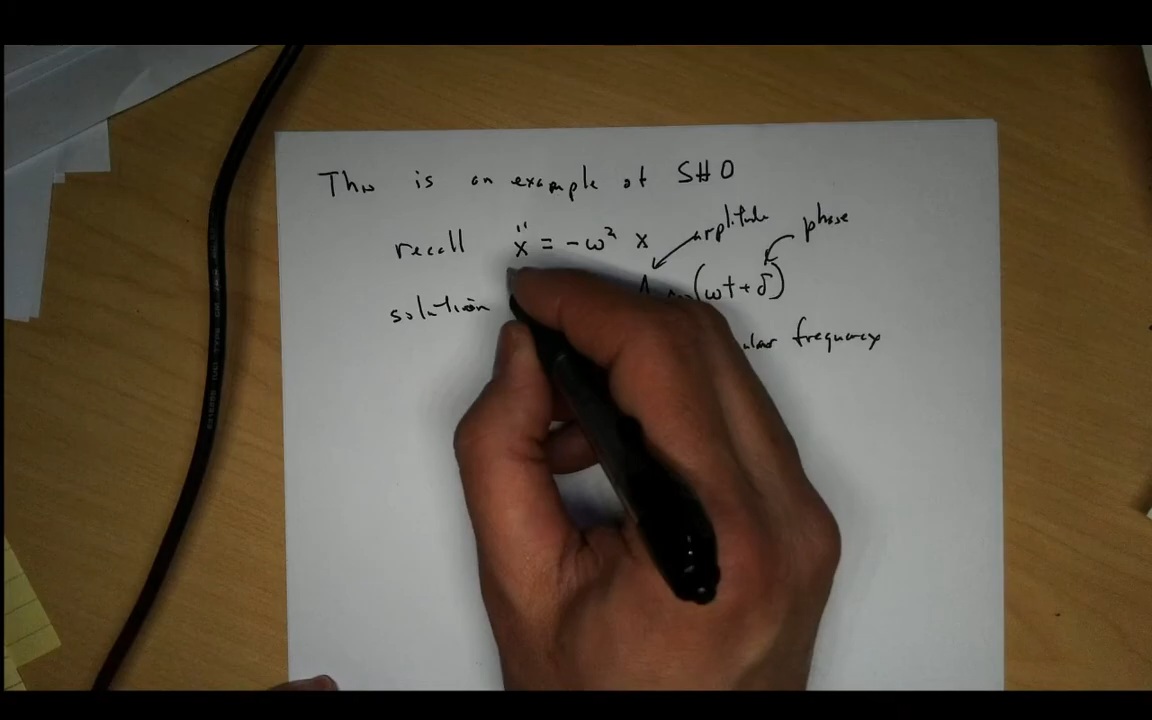 This is an example of SHO
recall ẍ = -ω² x
amplitude phase
solution A (ωt + δ)
frequency